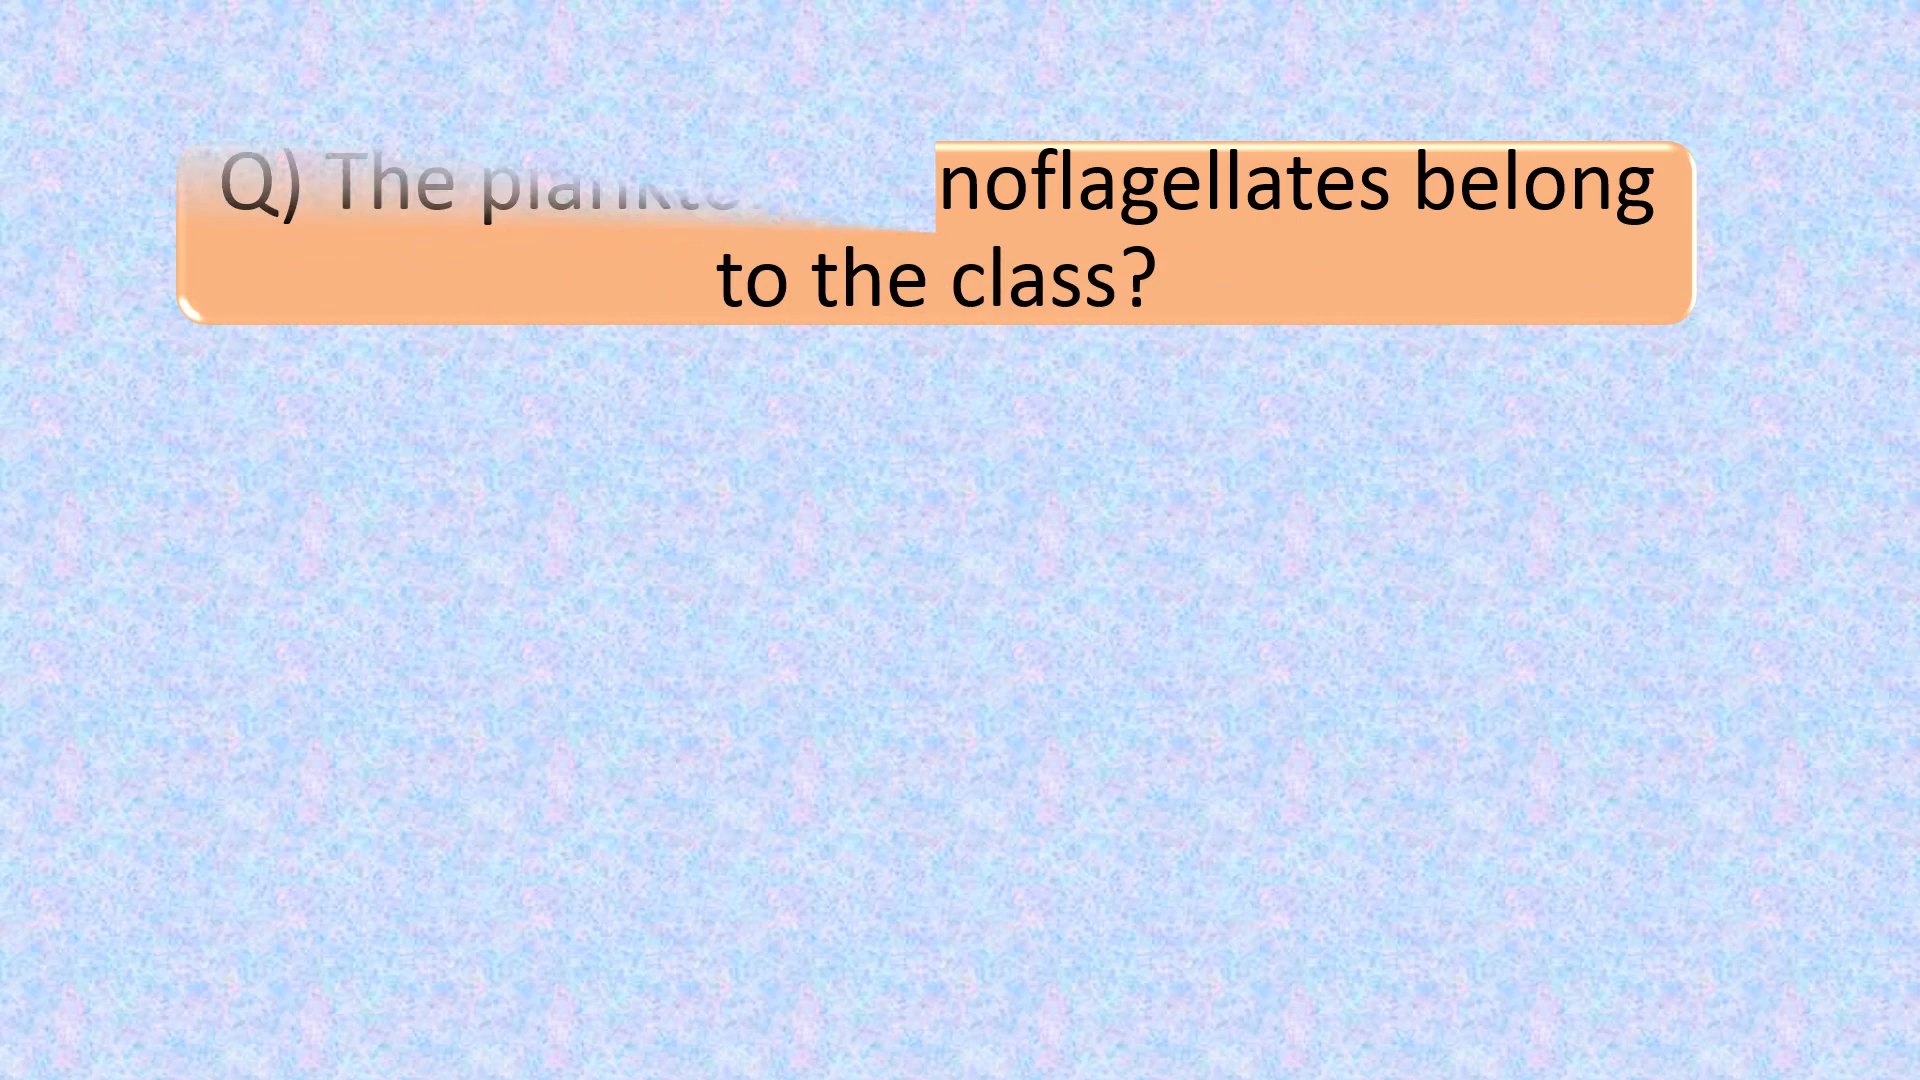 Q) The noflagellates belong
to the class?